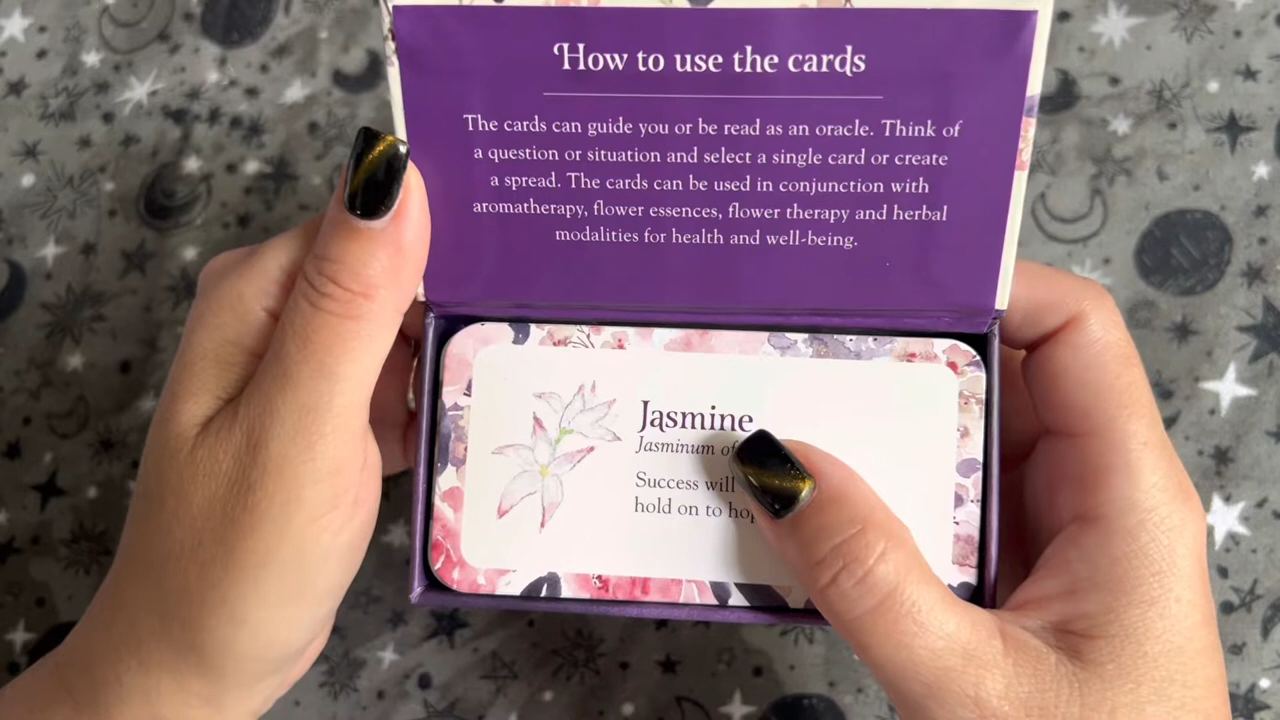 How to use the cards
The cards can guide you or be read as an oracle. Think of
a question or situation and select a single card or create
a spread. The cards can be used in conjunction with
aromatherapy, flower essences, flower therapy and herbal
modalities for health and well-being.
Jasmine
Jasminum
Success will
hold on to